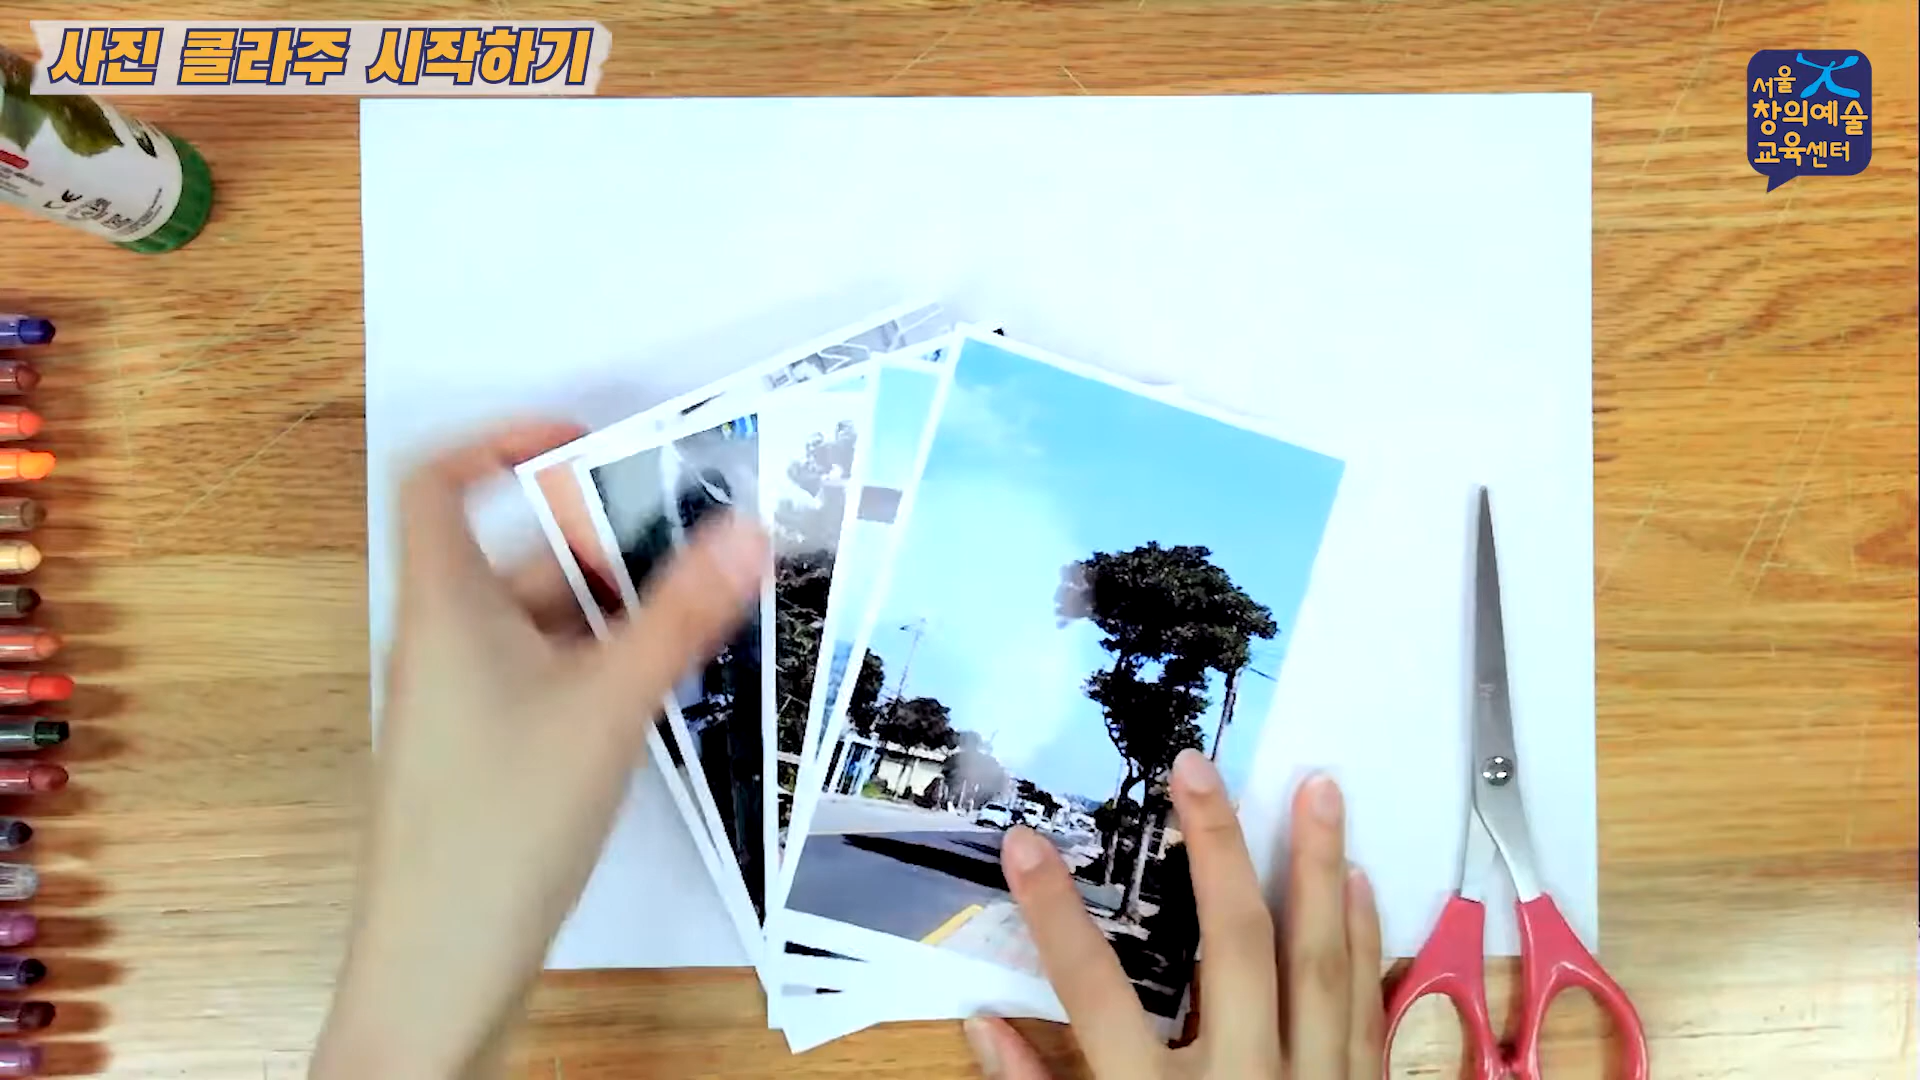 사진 콜라주 시작하기
서울
창의예술
교육센터